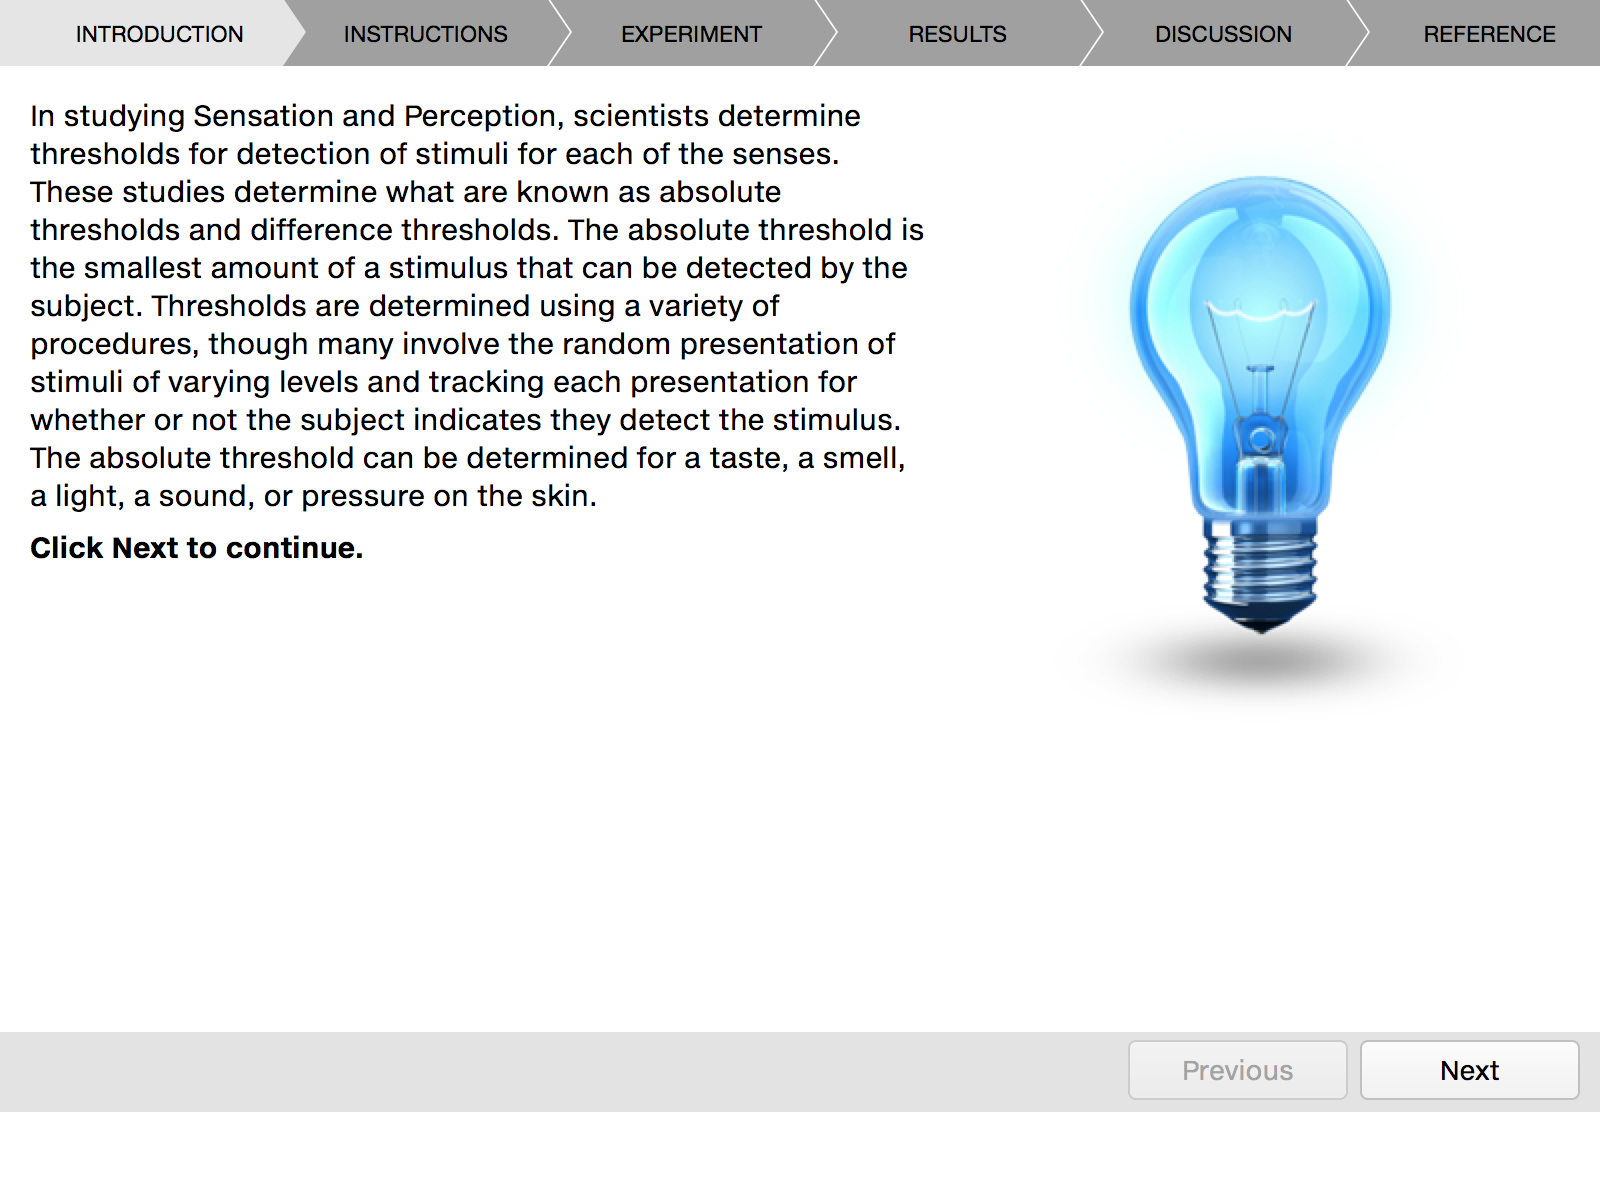 INTRODUCTION
INSTRUCTIONS
EXPERIMENT
RESULTS
DISCUSSION
REFERENCE
In studying Sensation and Perception, scientists determine
thresholds for detection of stimuli for each of the senses.
These studies determine what are known as absolute
thresholds and difference thresholds. The absolute threshold is
the smallest amount of a stimulus that can be detected by the
subject. Thresholds are determined using a variety of
procedures, though many involve the random presentation of
stimuli of varying levels and tracking each presentation for
whether or not the subject indicates they detect the stimulus.
The absolute threshold can be determined for a taste, a smell,
a light, a sound, or pressure on the skin.
Click Next to continue.
Previous
Next